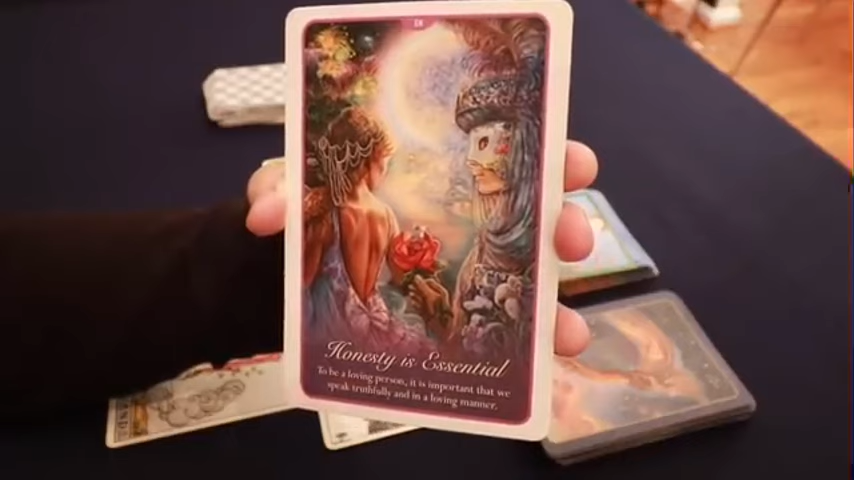 Honesty is Essential
To be a loving person, it is important that we
speak truthfully and in a loving manner.